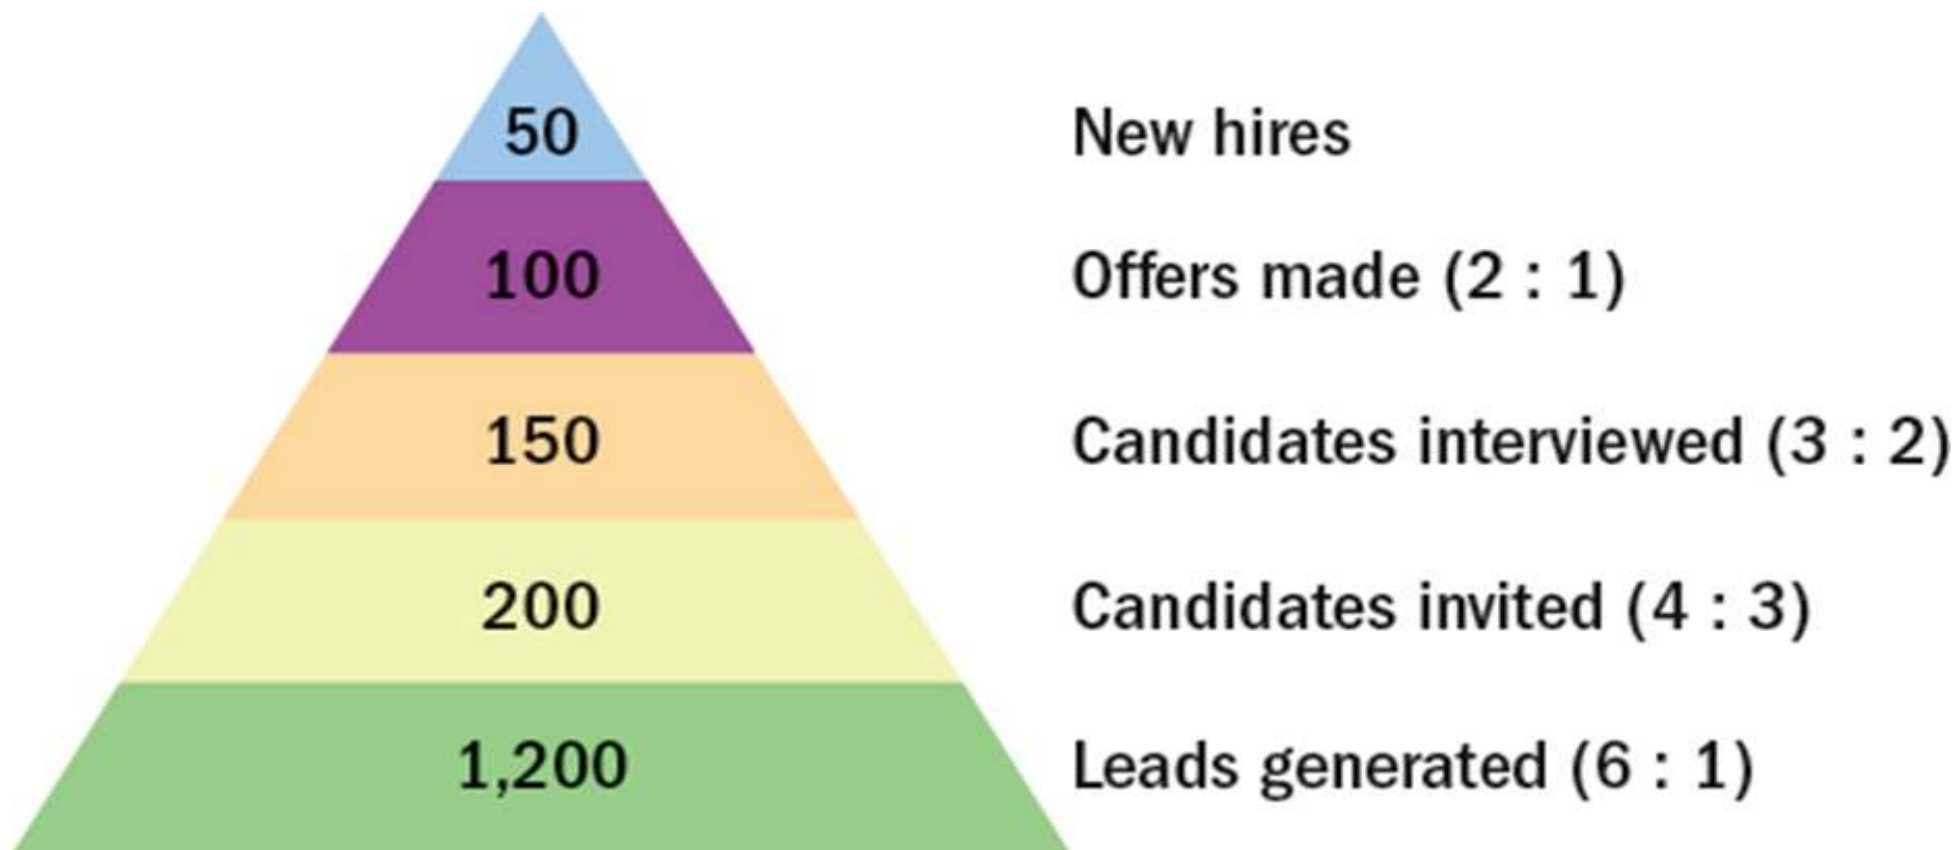 50 New hires
100 Offers made (2 : 1)
150 Candidates interviewed (3 : 2)
200 Candidates invited (4 : 3)
1,200 Leads generated (6 : 1)